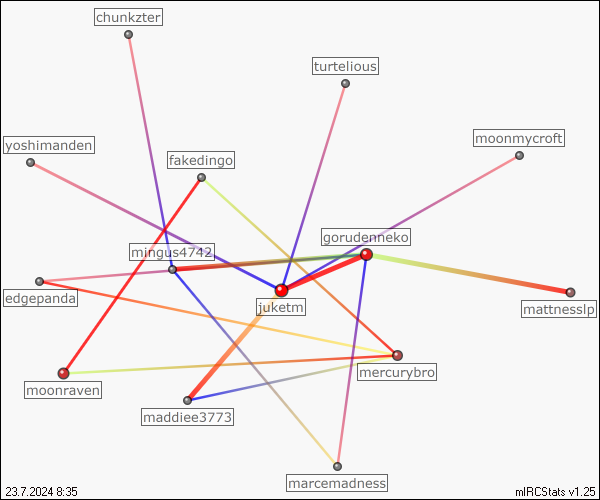 chunkzter
turtelious
moonmycroft
yoshimanden
fakedingo
gorudenneko
mingus4742
edgepanda
juketm
mattnesslp
mercurybro
moonraven
maddiee3773
marcemadness
23.7.2024 8:35
mIRCStats v1.25